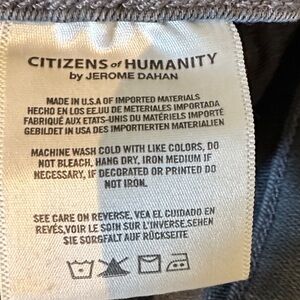 CITIZENS of HUMANITY
by JEROME DAHAN
MADE IN U.S.A OF IMPORTED MATERIALS
HECHO EN LOS EE.UU DE METERIALES IMPORTADA
FABRIQUÉ AUX ETATS-UNIS DU MATÉRIELS IMPORTÉ
GEBILDET IN USA DES IMPORTIERTEN MATERIALIEN
MACHINE WASH COLD WITH LIKE COLORS, DO
NOT BLEACH, HANG DRY, IRON MEDIUM IF
NECESSARY, IF DECORATED OR PRINTED DO
NOT IRON.
SEE CARE ON REVERSE, VEA EL CUIDADO EN
REVÉS,VOIR LE SOIN SUR L'INVERSE,SEHEN
SIE SORGFALT AUF RÜCKSEITE